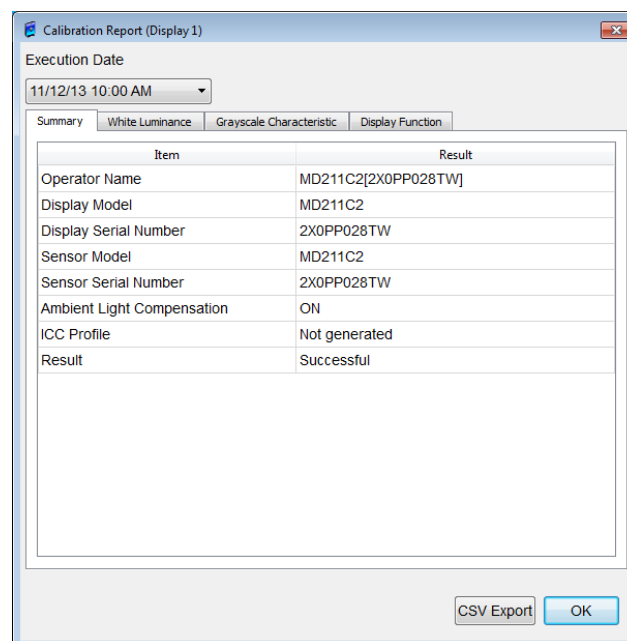 Calibration Report (Display 1)
Execution Date
11/12/13 10:00 AM
Summary White Luminance Grayscale Characteristic Display Function
Item Result
Operator Name MD211C2[2X0PP028TW]
Display Model MD211C2
Display Serial Number 2X0PP028TW
Sensor Model MD211C2
Sensor Serial Number 2X0PP028TW
Ambient Light Compensation ON
ICC Profile Not generated
Result Successful
CSV Export OK